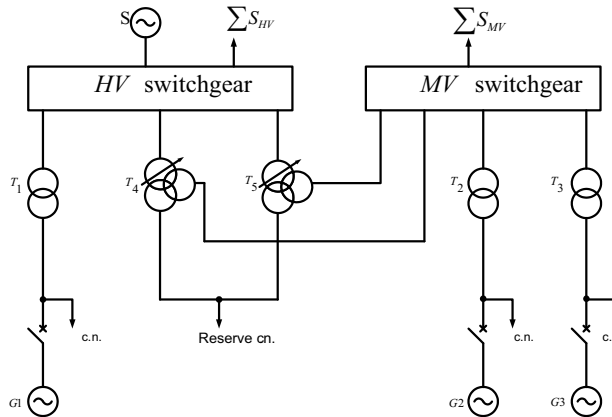 S
∑S_HV
∑S_MV
HV switchgear
MV switchgear
T1
T4
T5
T2
T3
c.n.
Reserve cn.
c.n.
c.
G1
G2
G3